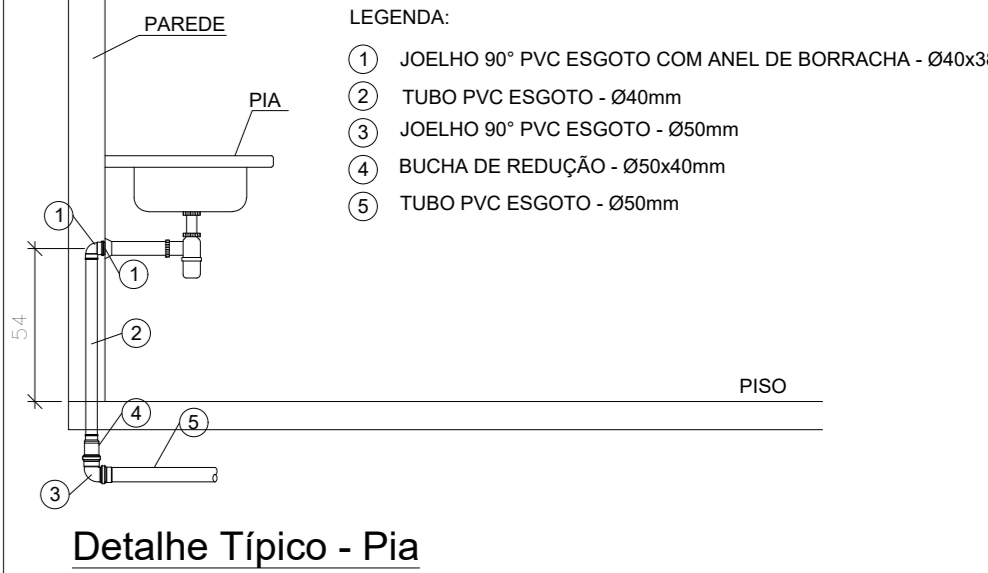 PAREDE
PIA
LEGENDA:
1 JOELHO 90° PVC ESGOTO COM ANEL DE BORRACHA - Ø40x38
2 TUBO PVC ESGOTO - Ø40mm
3 JOELHO 90° PVC ESGOTO - Ø50mm
4 BUCHA DE REDUÇÃO - Ø50x40mm
5 TUBO PVC ESGOTO - Ø50mm
1
1
54
2
PISO
4
5
3
Detalhe Típico - Pia